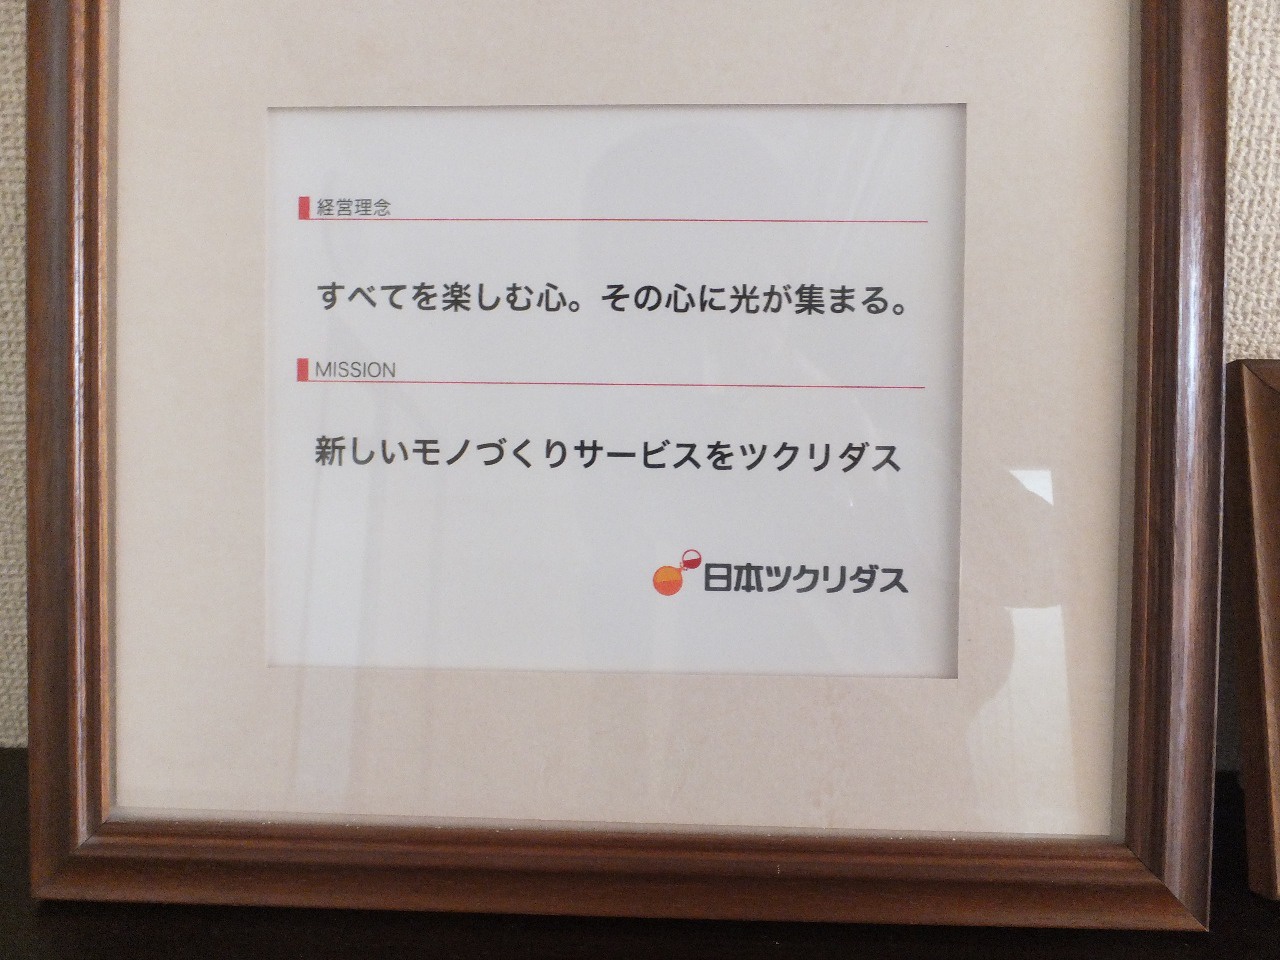 経営理念
すべてを楽しむ心。その心に光が集まる。
MISSION
新しいモノづくりサービスをツクリダス
日本ツクリダス